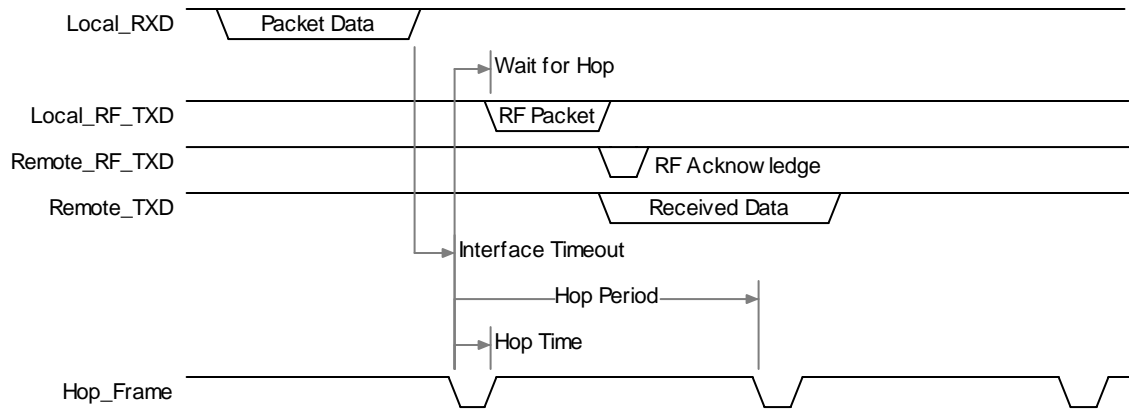 Local_RXD Packet Data
Wait for Hop
Local_RF_TXD RF Packet
Remote_RF_TXD RF Acknow ledge
Remote_TXD Received Data
Interface Timeout
Hop Period
Hop Time
Hop_Frame